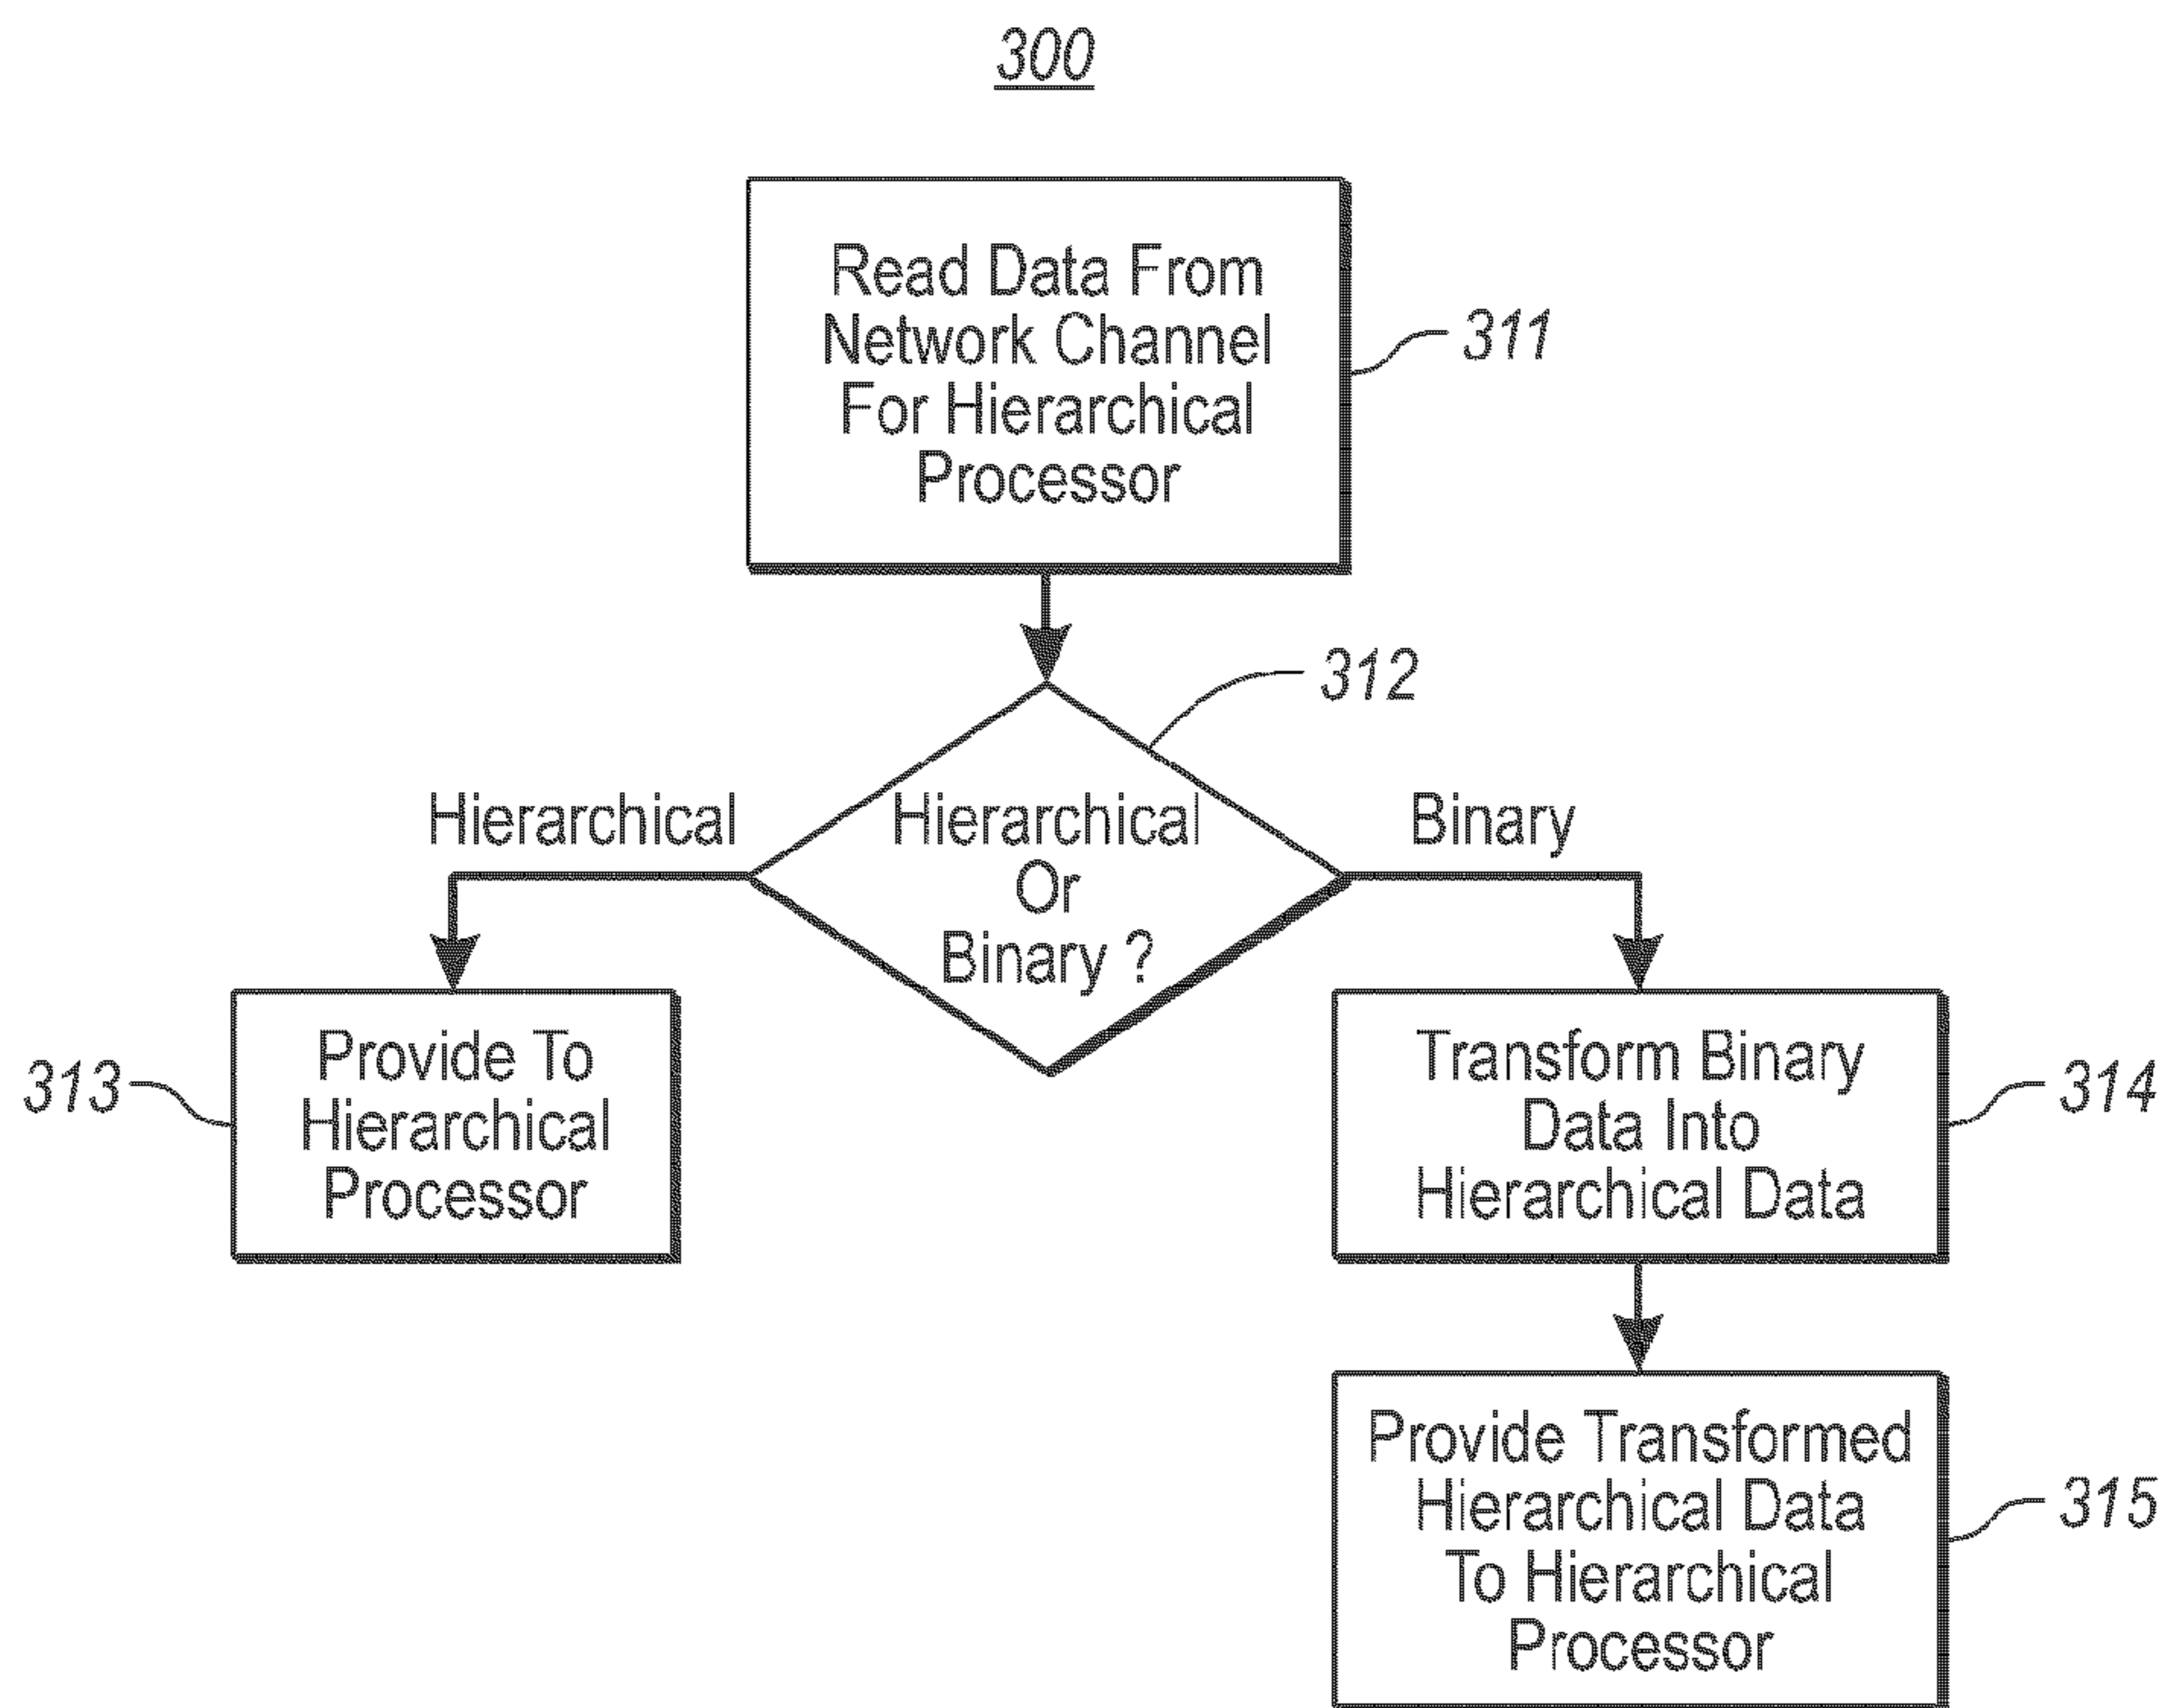 300
Read Data From
Network Channel
For Hierarchical
Processor
311
312
Hierarchical
Hierarchical
Or
Binary ?
Binary
313
Provide To
Hierarchical
Processor
Transform Binary
Data Into
Hierarchical Data
314
Provide Transformed
Hierarchical Data
To Hierarchical
Processor
315